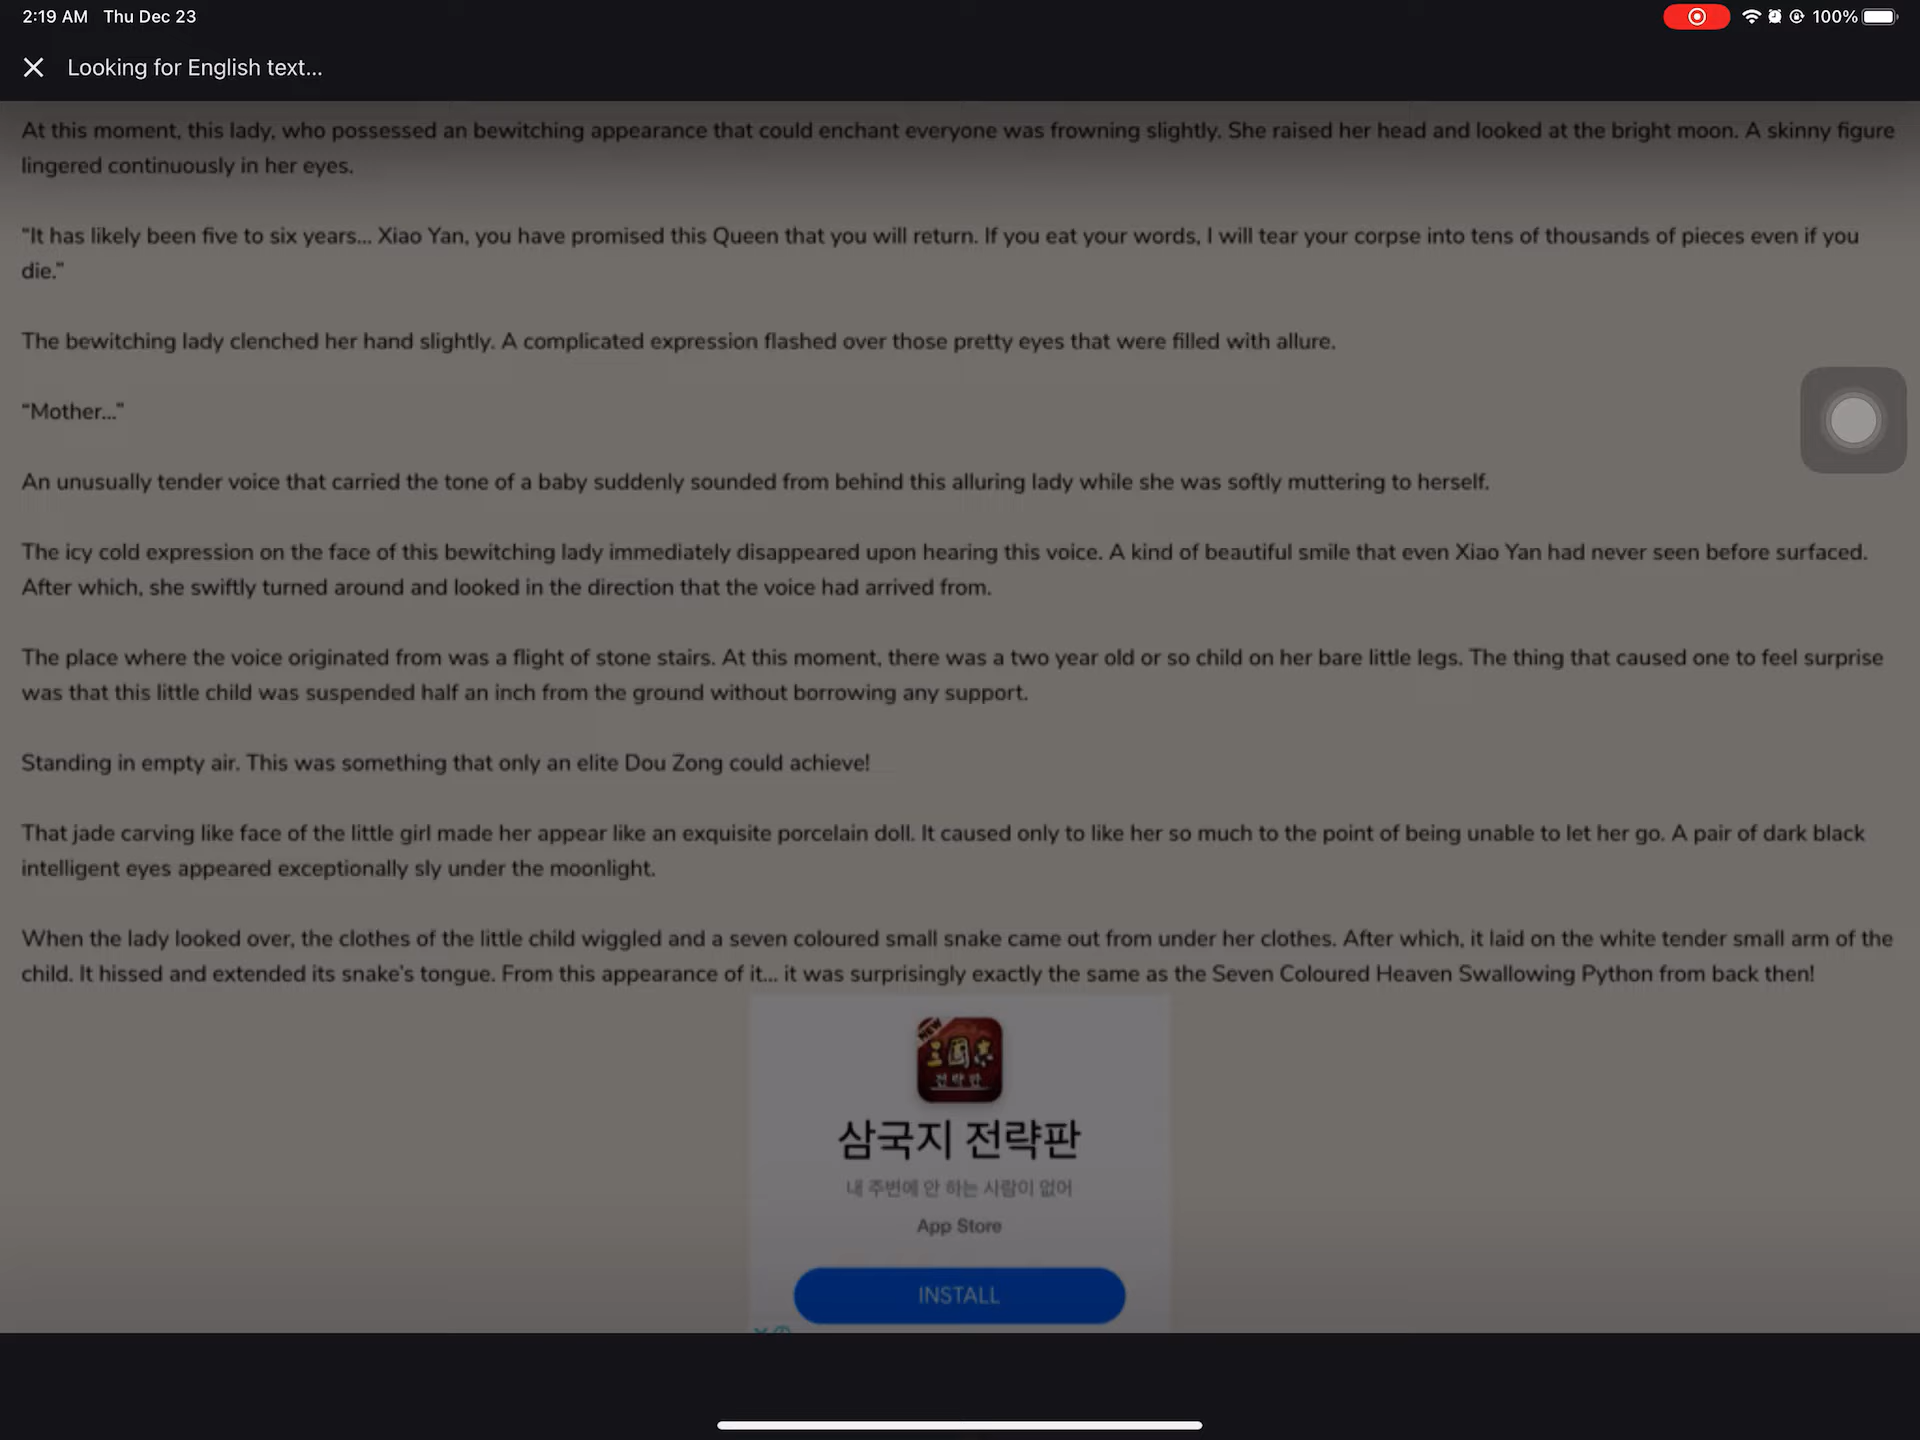 2:19 AM Thu Dec 23
100%
Looking for English text...
At this moment, this lady, who possessed an bewitching appearance that could enchant everyone was frowning slightly. She raised her head and looked at the bright moon. A skinny figure
lingered continuously in her eyes.
“It has likely been five to six years... Xiao Yan, you have promised this Queen that you will return. If you eat your words, I will tear your corpse into tens of thousands of pieces even if you
die.”
The bewitching lady clenched her hand slightly. A complicated expression flashed over those pretty eyes that were filled with allure.
“Mother...”
An unusually tender voice that carried the tone of a baby suddenly sounded from behind this alluring lady while she was softly muttering to herself.
The icy cold expression on the face of this bewitching lady immediately disappeared upon hearing this voice. A kind of beautiful smile that even Xiao Yan had never seen before surfaced.
After which, she swiftly turned around and looked in the direction that the voice had arrived from.
The place where the voice originated from was a flight of stone stairs. At this moment, there was a two year old or so child on her bare little legs. The thing that caused one to feel surprise
was that this little child was suspended half an inch from the ground without borrowing any support.
Standing in empty air. This was something that only an elite Dou Zong could achieve!
That jade carving like face of the little girl made her appear like an exquisite porcelain doll. It caused only to like her so much to the point of being unable to let her go. A pair of dark black
intelligent eyes appeared exceptionally sly under the moonlight.
When the lady looked over, the clothes of the little child wiggled and a seven coloured small snake came out from under her clothes. After which, it laid on the white tender small arm of the
child. It hissed and extended its snake’s tongue. From this appearance of it... it was surprisingly exactly the same as the Seven Coloured Heaven Swallowing Python from back then!
NEW
전략판
삼국지 전략판
내 주변에 안 하는 사람이 없어
App Store
INSTALL